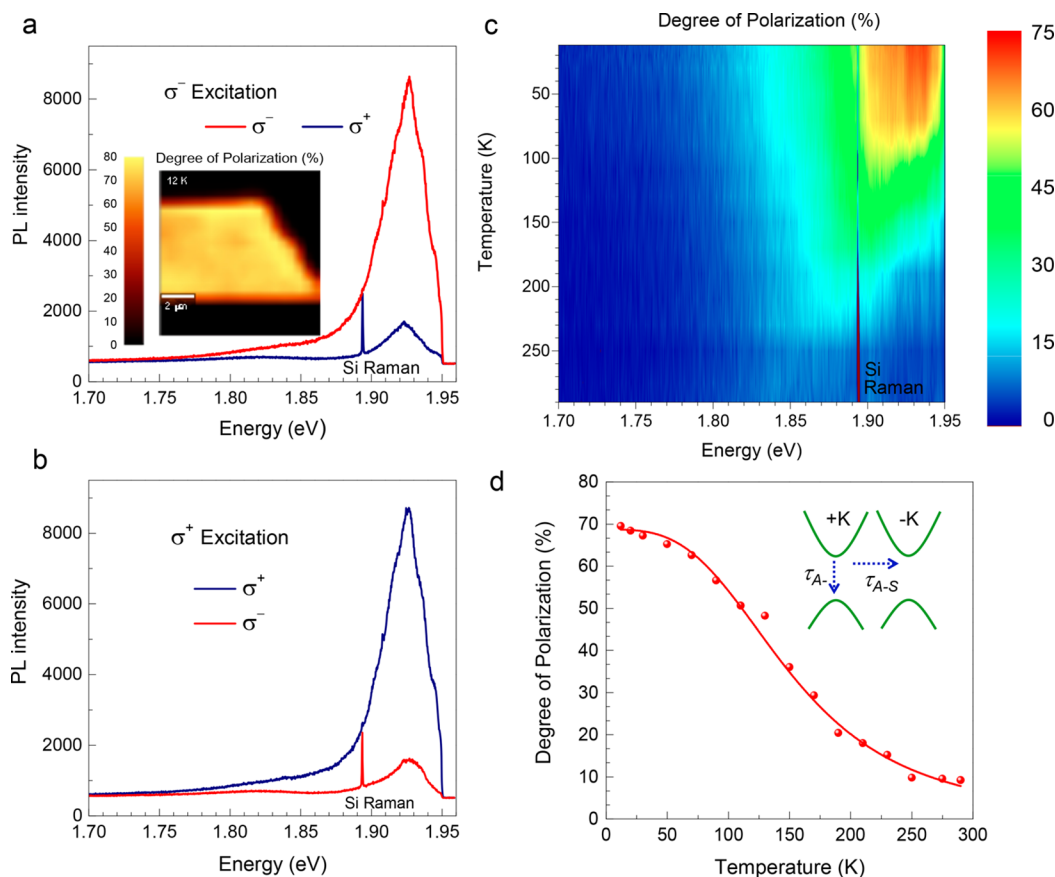 a
σ⁻ Excitation
σ⁻ σ⁺
Degree of Polarization (%)
12 K
2 μm
80
70
60
50
40
30
20
10
0
8000
6000
4000
2000
0
PL intensity
Si Raman
1.70 1.75 1.80 1.85 1.90 1.95
Energy (eV)
b
σ⁺ Excitation
σ⁺
σ⁻
8000
6000
4000
2000
0
PL intensity
Si Raman
1.70 1.75 1.80 1.85 1.90 1.95
Energy (eV)
c
Degree of Polarization (%)
50
100
150
200
250
Temperature (K)
Si
Raman
1.70 1.75 1.80 1.85 1.90 1.95
Energy (eV)
75
60
45
30
15
0
d
80
70
60
50
40
30
20
10
0
Degree of Polarization (%)
+K -K
τA- τA-S
0 50 100 150 200 250 300
Temperature (K)